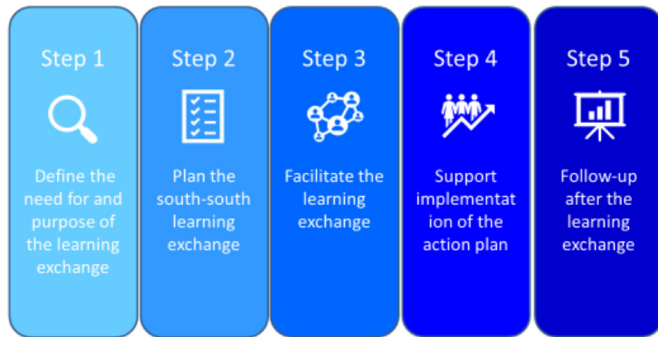 Step 1
Define the
need for and
purpose of
the learning
exchange
Step 2
Plan the
south-south
learning
exchange
Step 3
Facilitate the
learning
exchange
Step 4
Support
implementat
ion of the
action plan
Step 5
Follow-up
after the
learning
exchange